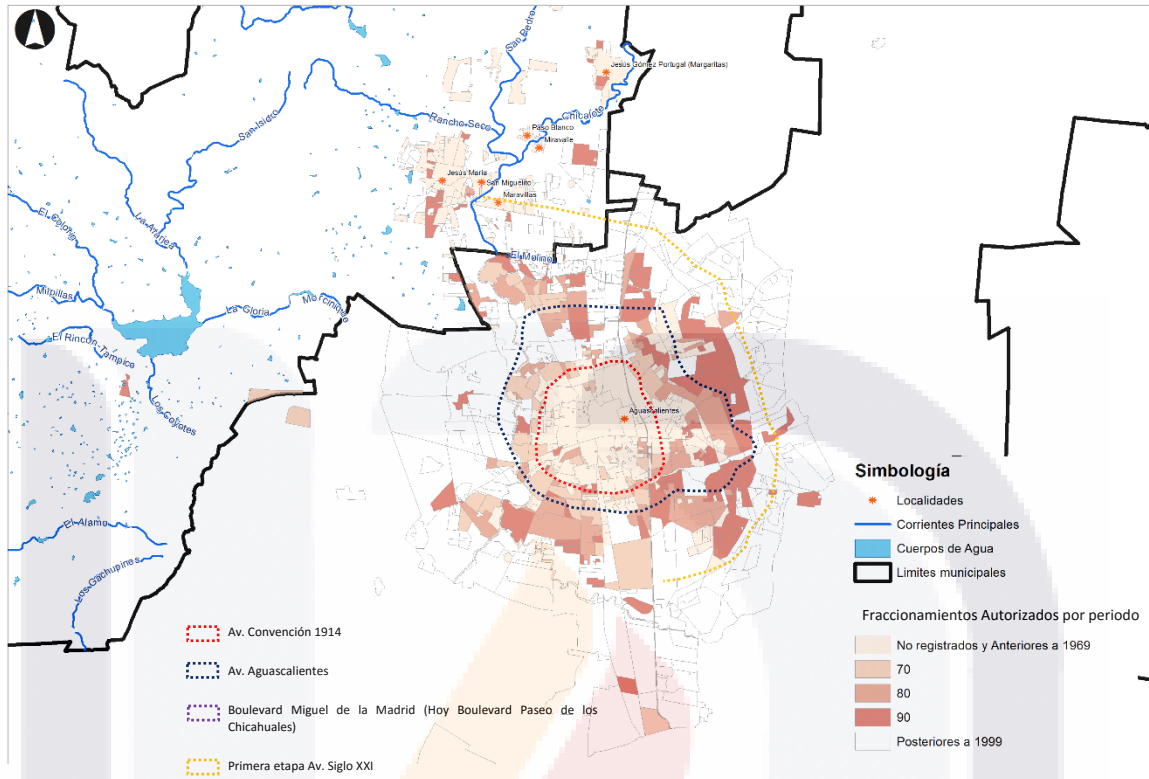 San Pedro
Jesús Gómez Portugal (Margaritas)
San-Isidro
Rancho-Seco
Chicalote
Paso Blanco
Miravalle
Jesús María
San Miguelito
Maravillas
El Colorín
La Ararjea
El Molino
Milpillas
La-Gloria
Morcinique
El Rincón-Tampico
Los Coyotes
Aguascalientes
El Alamo
Los Gachupines
Simbología
Localidades
Corrientes Principales
Cuerpos de Agua
Limites municipales
Fraccionamientos Autorizados por periodo
No registrados y Anteriores a 1969
70
80
90
Posteriores a 1999
Av. Convención 1914
Av. Aguascalientes
Boulevard Miguel de la Madrid (Hoy Boulevard Paseo de los
Chicahuales)
Primera etapa Av. Siglo XXI